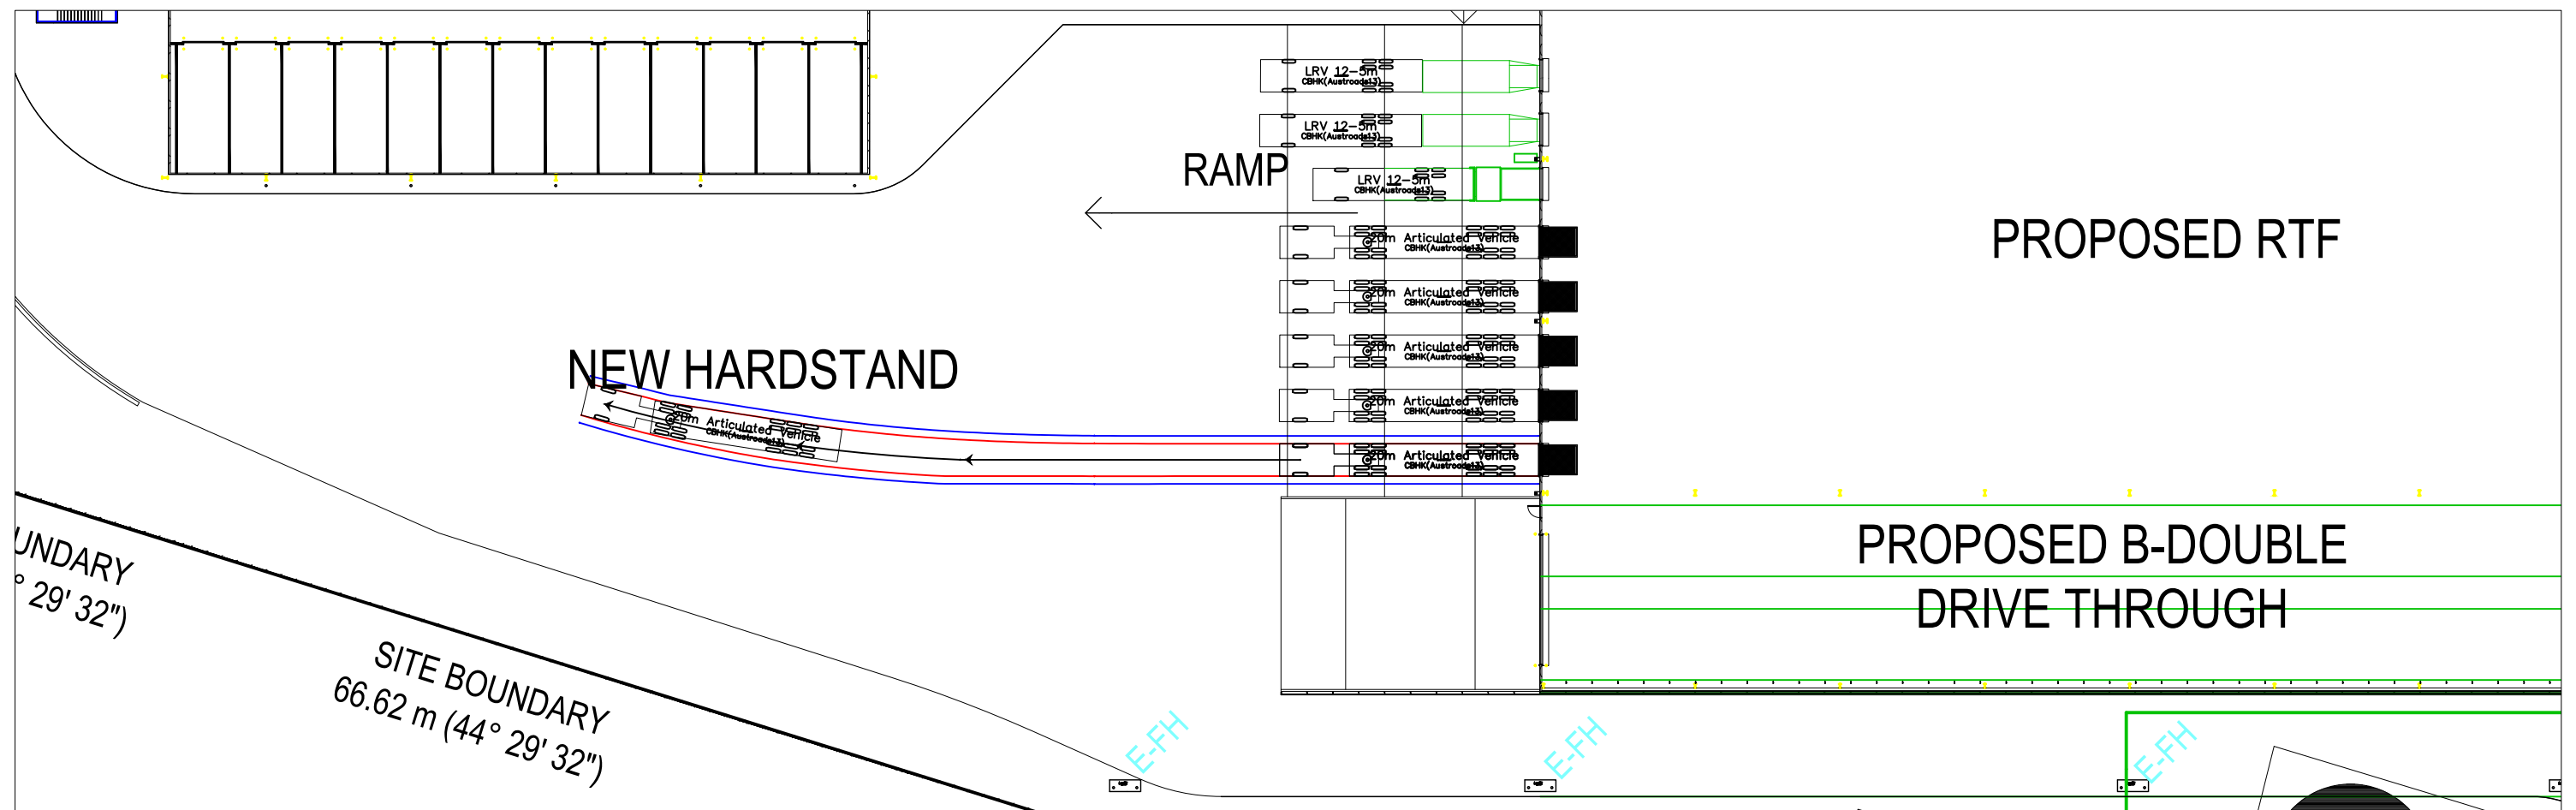 LRV 12-5m
CBHK(Austroads13)
LRV 12-5m
CBHK(Austroads13)
RAMP
LRV 12-5m
CBHK(Austroads13)
20m Articulated Vehicle
CBHK(Austroads13)
PROPOSED RTF
20m Articulated Vehicle
CBHK(Austroads13)
20m Articulated Vehicle
CBHK(Austroads13)
NEW HARDSTAND
20m Articulated Vehicle
CBHK(Austroads13)
20m Articulated Vehicle
CBHK(Austroads13)
20m Articulated Vehicle
CBHK(Austroads13)
PROPOSED B-DOUBLE
DRIVE THROUGH
UNDARY
° 29' 32")
SITE BOUNDARY
66.62 m (44° 29' 32")
E-FH
E-FH
E-FH